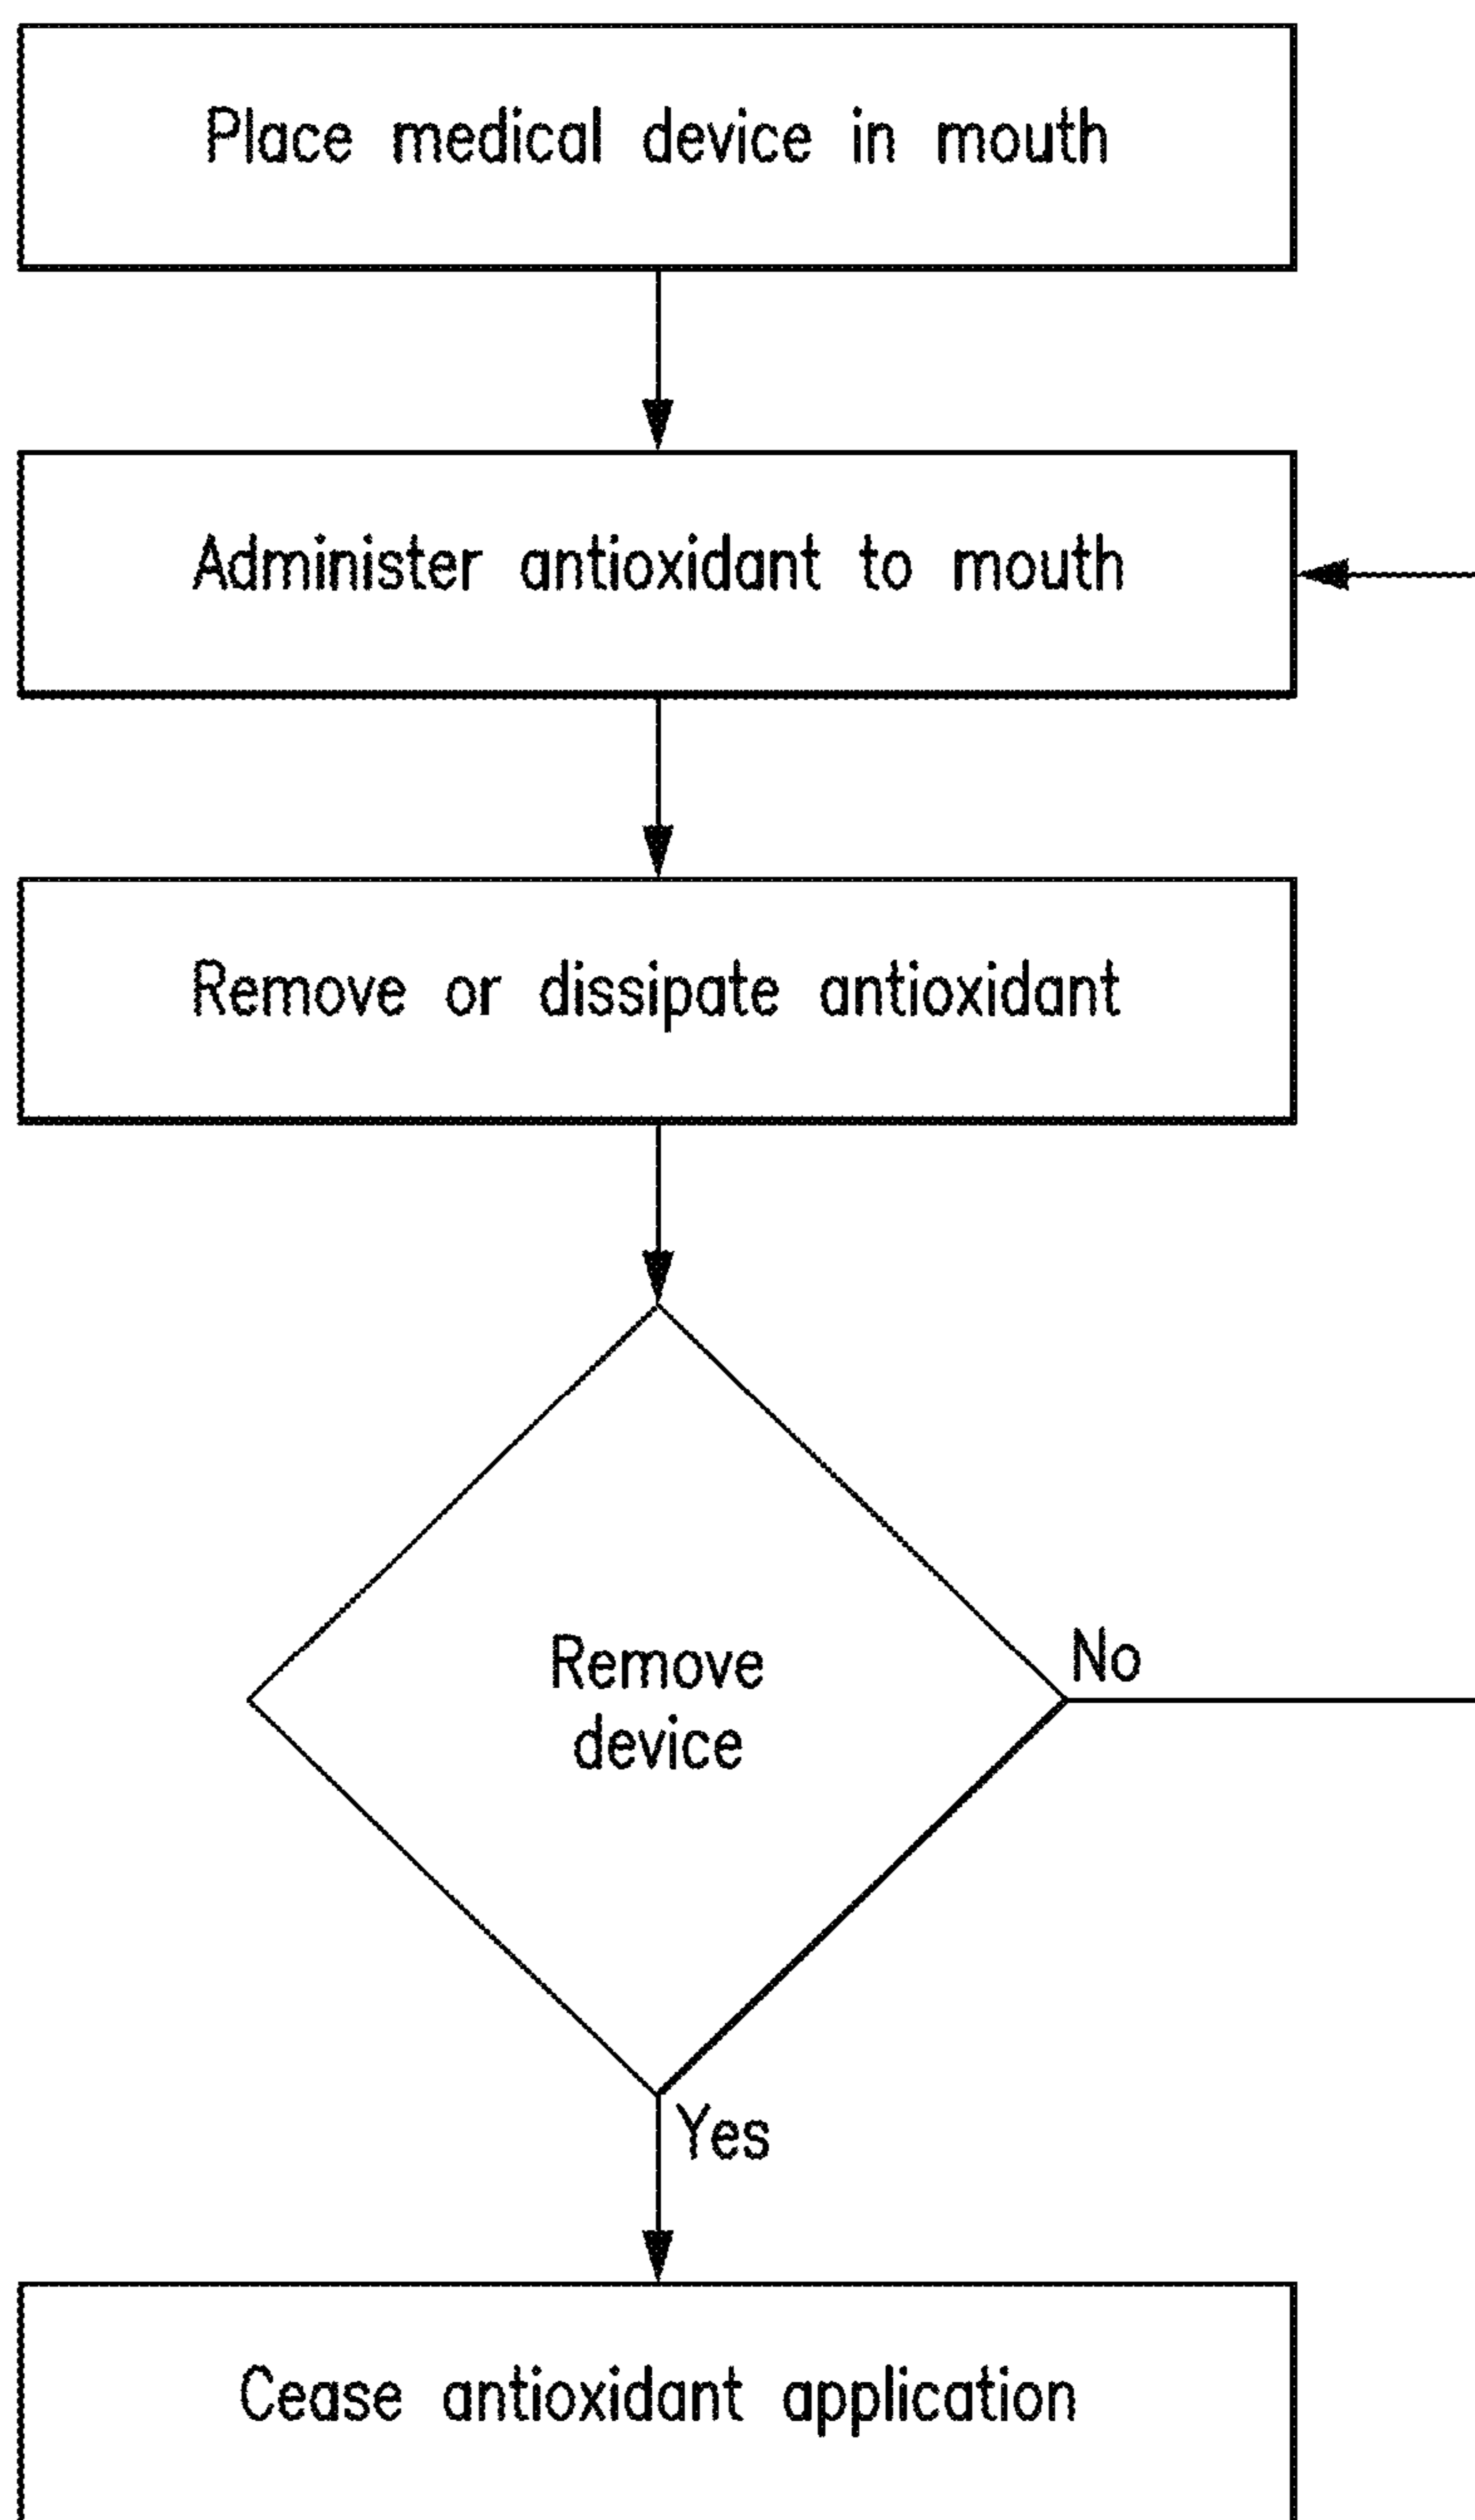 Place medical device in mouth
Administer antioxidant to mouth
Remove or dissipate antioxidant
Remove
device
No
Yes
Cease antioxidant application